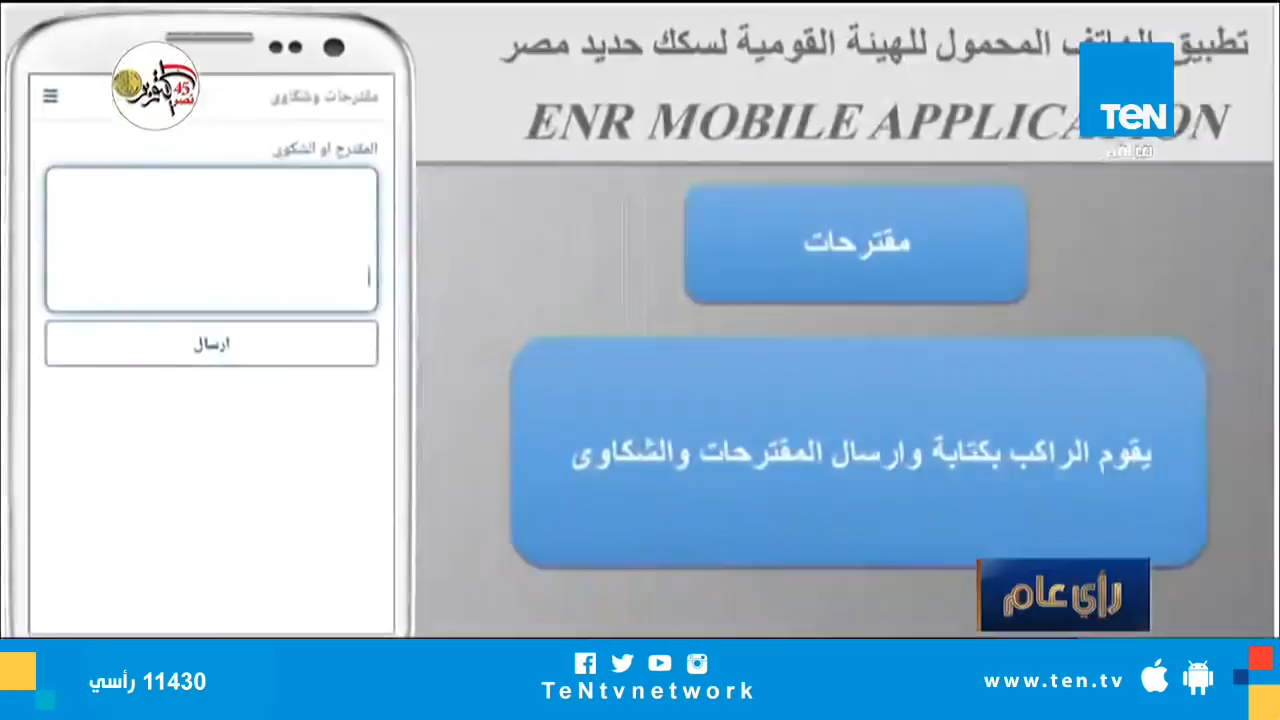 تطبيق الهاتف المحمول للهيئة القومية لسكك حديد مصر
ENR MOBILE APPLICATION
TEN
مقترحات وشكاوى
45
المقترح او الشكوى
ارسال
مقترحات
يقوم الراكب بكتابة وارسال المقترحات والشكاوى
رأي عام
11430 رأسي
TeNtvnetwork
www.ten.tv